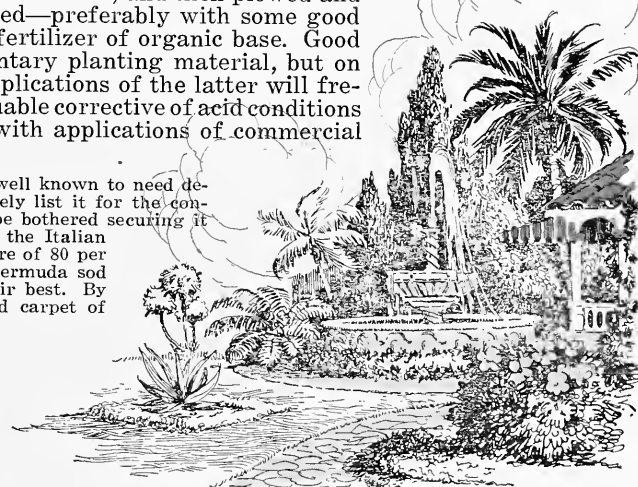 ed—preferably with some good
fertilizer of organic base. Good
ntary planting material, but on
plications of the latter will fre-
nable corrective of acid conditions
with applications of commercial
well known to need de-
ely list it for the con-
be bothered securing it
the Italian
re of 80 per
ermuda sod
ir best. By
d carpet of